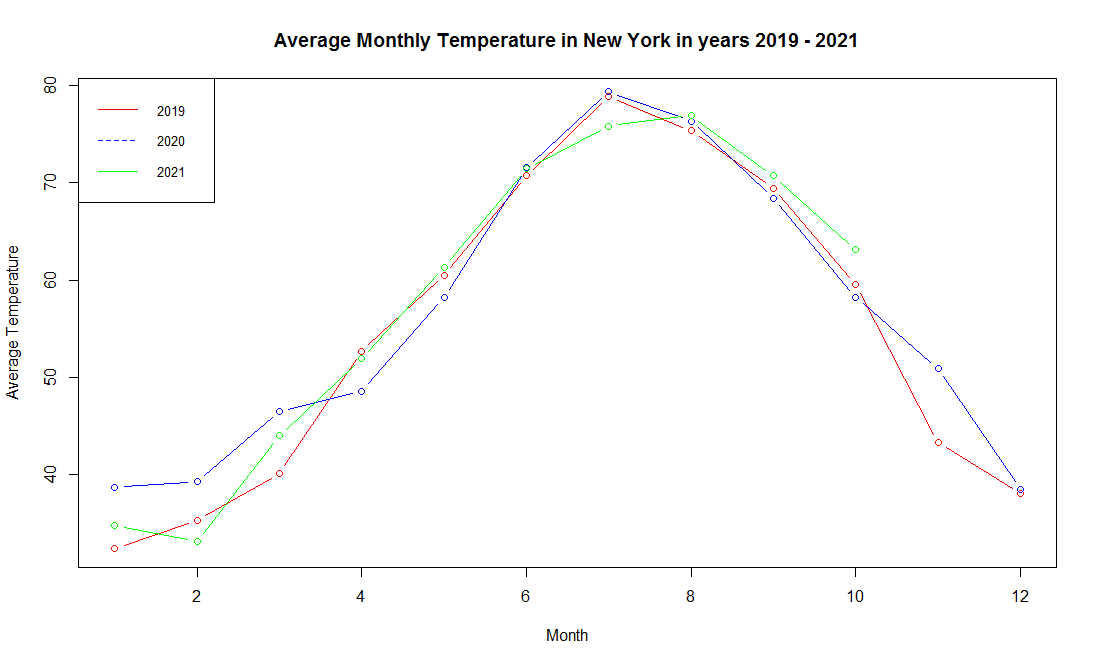 Average Monthly Temperature in New York in years 2019 - 2021
80
70
60
50
40
Average Temperature
2019
2020
2021
2 4 6 8 10 12
Month